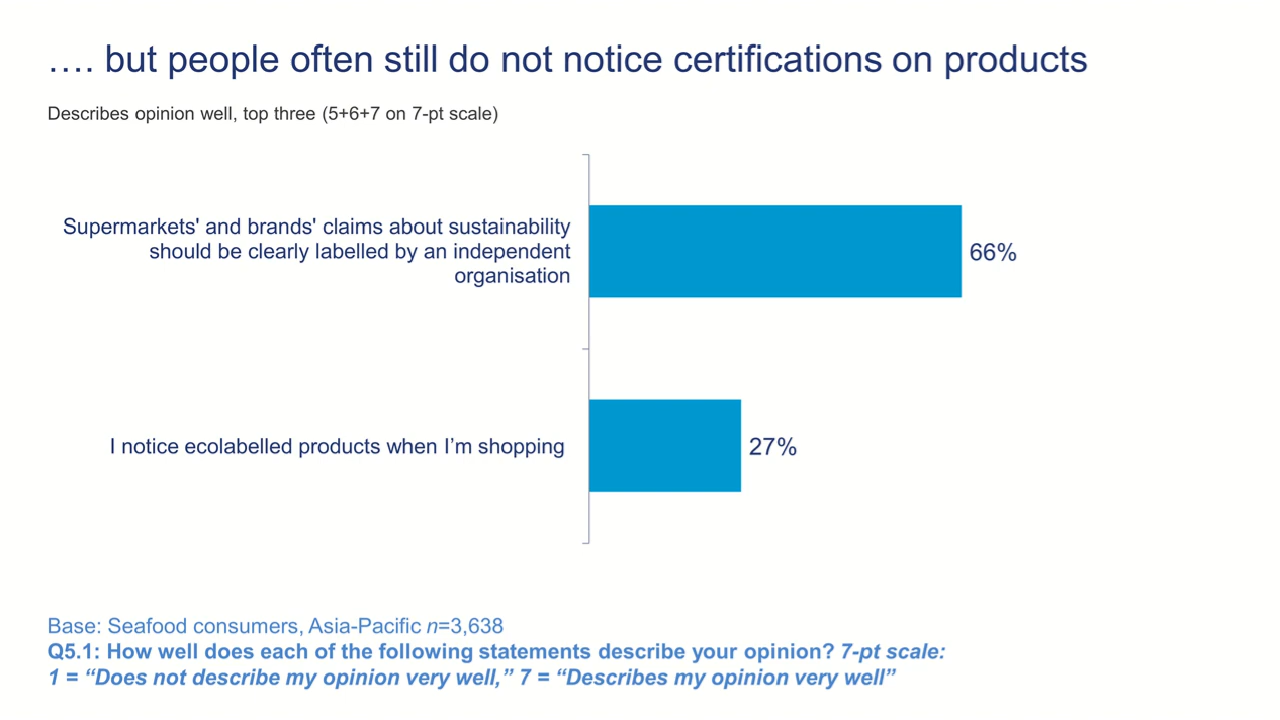 …. but people often still do not notice certifications on products
Describes opinion well, top three (5+6+7 on 7-pt scale)
Supermarkets' and brands' claims about sustainability
should be clearly labelled by an independent
organisation
66%
I notice ecolabelled products when I’m shopping
27%
Base: Seafood consumers, Asia-Pacific n=3,638
Q5.1: How well does each of the following statements describe your opinion? 7-pt scale:
1 = “Does not describe my opinion very well,” 7 = “Describes my opinion very well”